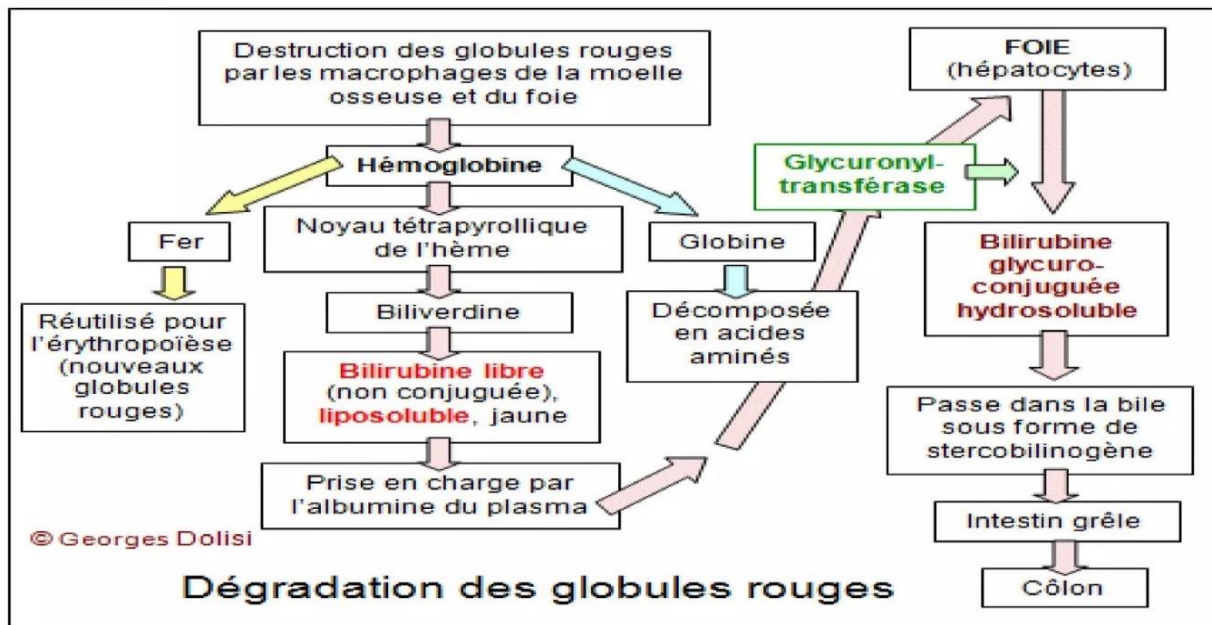 Destruction des globules rouges
par les macrophages de la moelle
osseuse et du foie
Hémoglobine
Fer
Réutilisé pour
l'érythropoïèse
(nouveaux
globules
rouges)
Noyau tétrapyrollique
de l'hème
Biliverdine
Bilirubine libre
(non conjuguée),
liposoluble, jaune
Prise en charge par
l'albumine du plasma
Globine
Décomposée
en acides
aminés
Glycuronyl-
transférase
FOIE
(hépatocytes)
Bilirubine
glycuro-
conjuguée
hydrosoluble
Passe dans la bile
sous forme de
stercobilinogène
Intestin grêle
Côlon
© Georges Dolisi
Dégradation des globules rouges